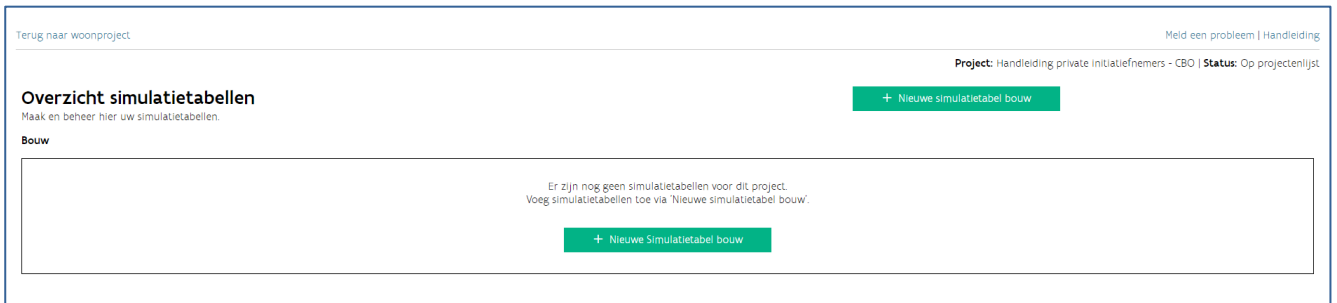 Terug naar woonproject
Meld een probleem | Handleiding
Project: Handleiding private initiatiefnemers - CBO | Status: Op projectenlijst
Overzicht simulatietabellen
+ Nieuwe simulatietabel bouw
Maak en beheer hier uw simulatietabellen.
Bouw
Er zijn nog geen simulatietabellen voor dit project.
Voeg simulatietabellen toe via 'Nieuwe simulatietabel bouw'.
+ Nieuwe Simulatietabel bouw